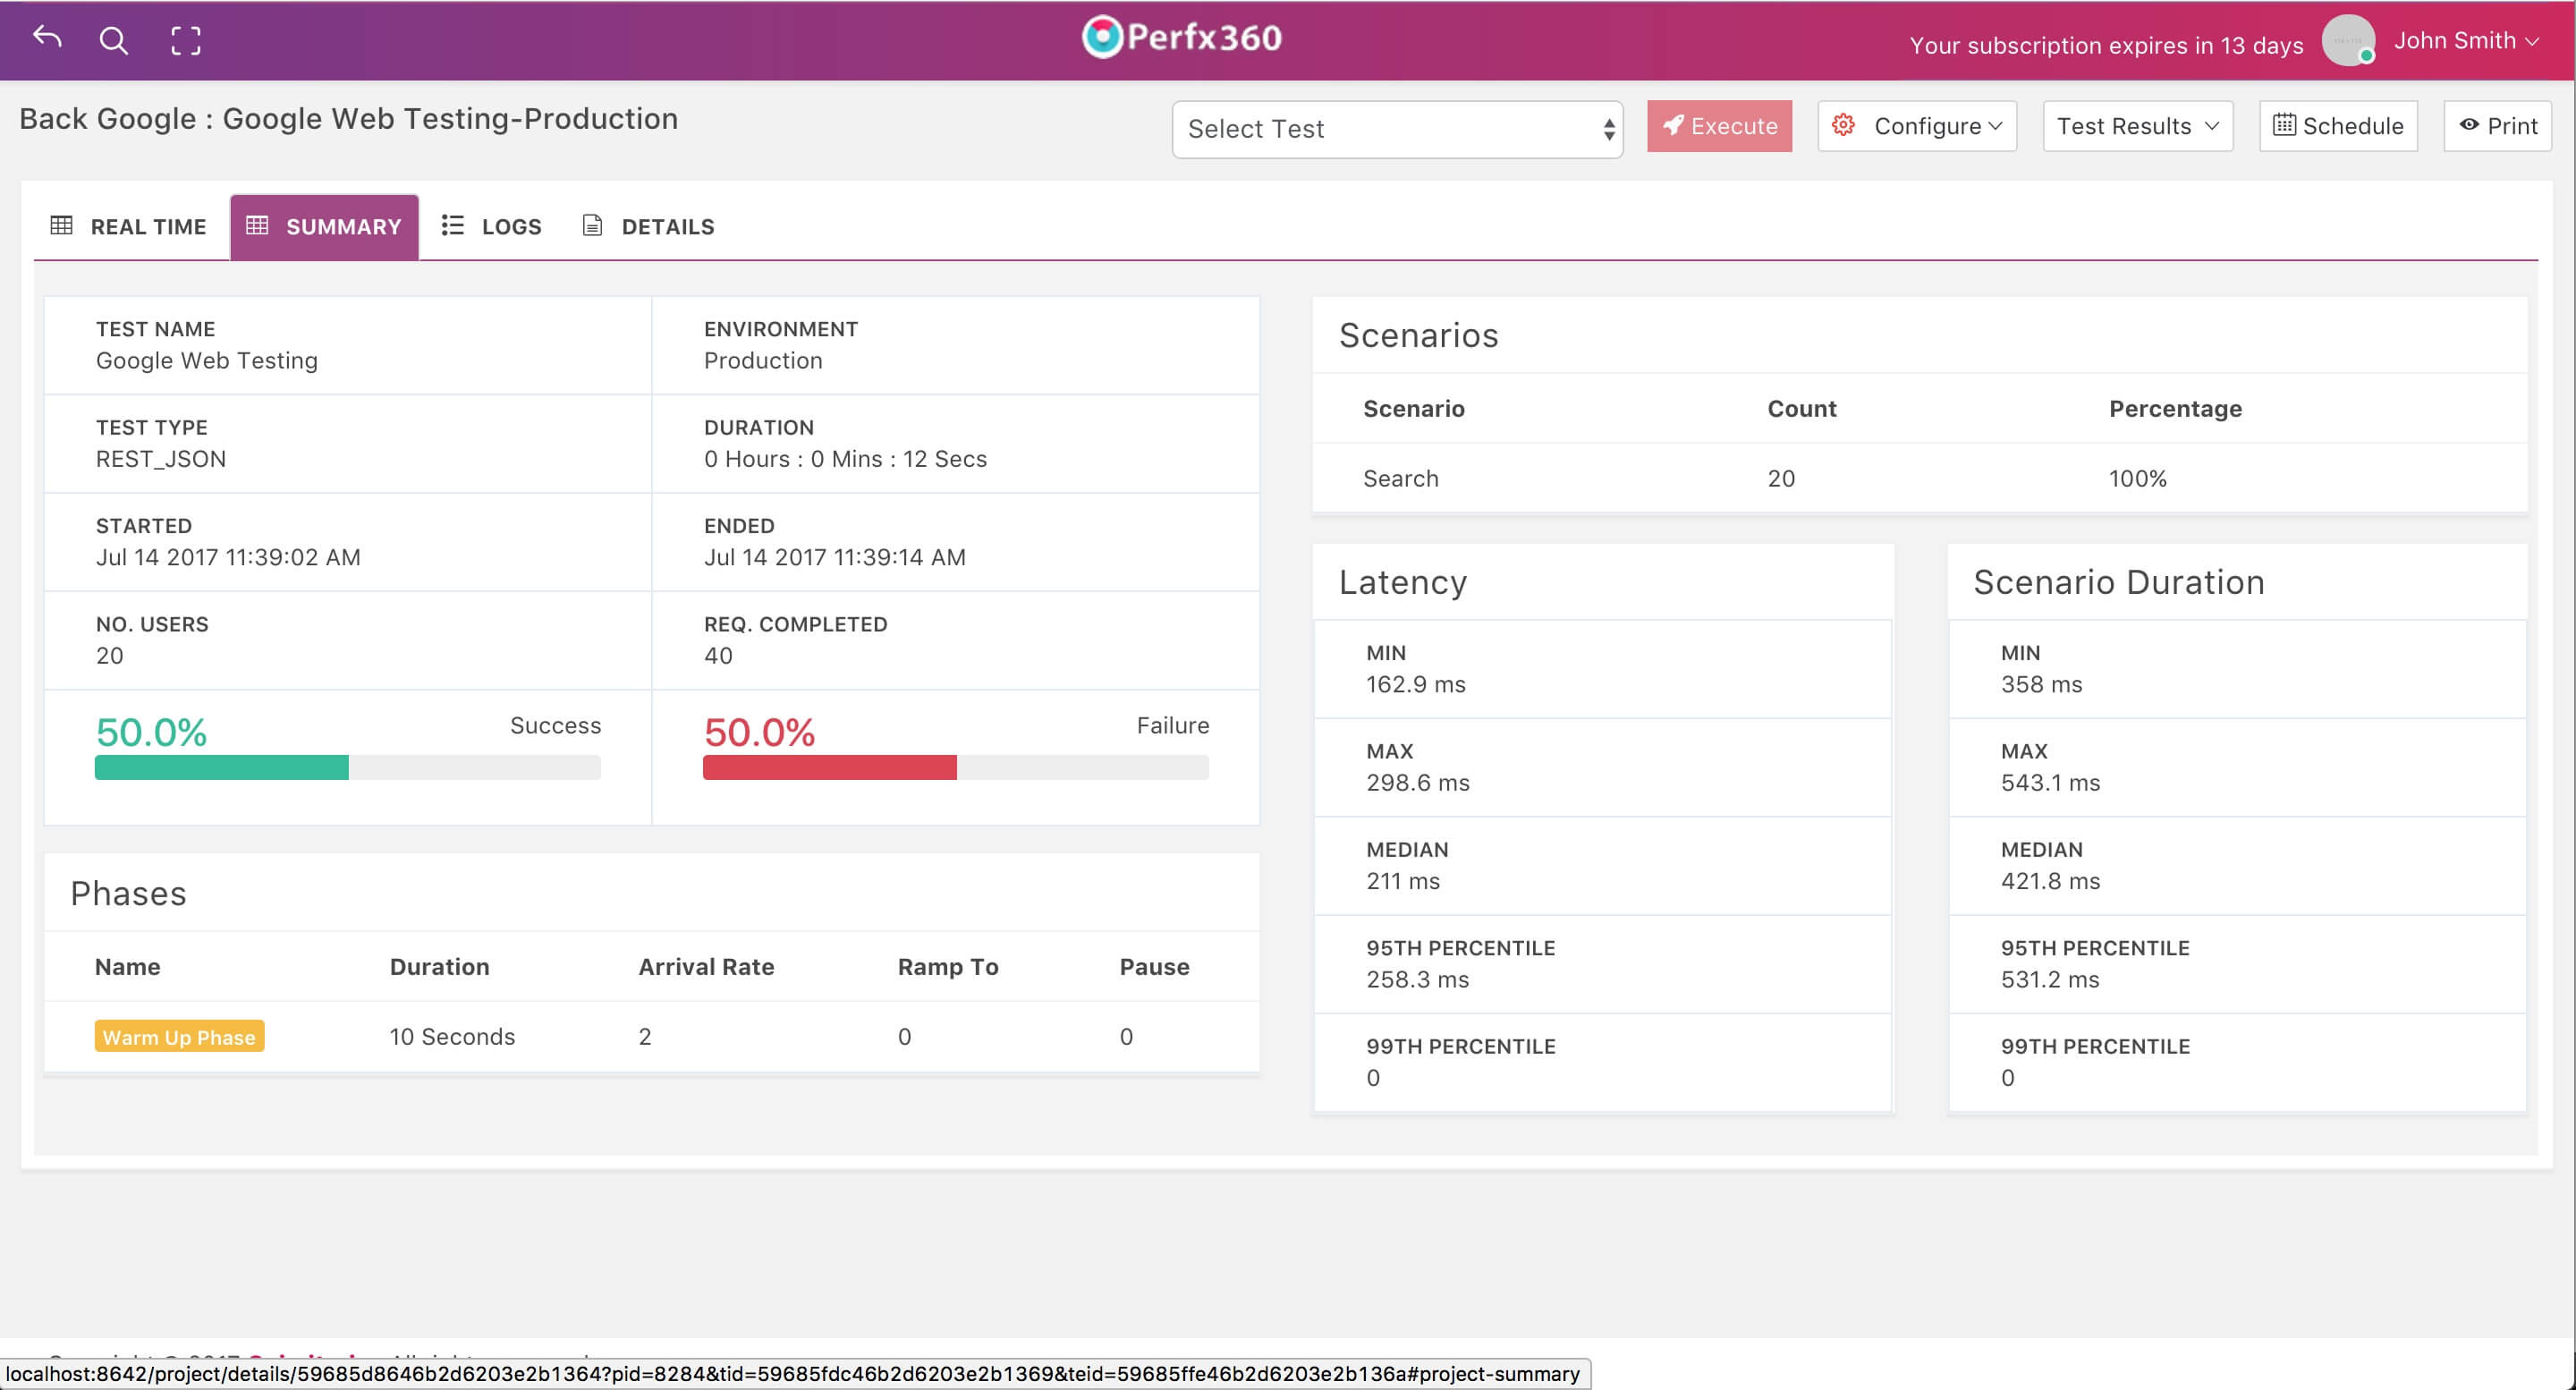 Perfx360
Your subscription expires in 13 days
John Smith
Back Google : Google Web Testing-Production
Select Test
Execute
Configure
Test Results
Schedule
Print
REAL TIME
SUMMARY
LOGS
DETAILS
TEST NAME
Google Web Testing
ENVIRONMENT
Production
TEST TYPE
REST_JSON
DURATION
0 Hours : 0 Mins : 12 Secs
STARTED
Jul 14 2017 11:39:02 AM
ENDED
Jul 14 2017 11:39:14 AM
NO. USERS
20
REQ. COMPLETED
40
50.0%
Success
50.0%
Failure
Phases
Name Duration Arrival Rate Ramp To Pause
Warm Up Phase 10 Seconds 2 0 0
Scenarios
Scenario Count Percentage
Search 20 100%
Latency
MIN
162.9 ms
MAX
298.6 ms
MEDIAN
211 ms
95TH PERCENTILE
258.3 ms
99TH PERCENTILE
0
Scenario Duration
MIN
358 ms
MAX
543.1 ms
MEDIAN
421.8 ms
95TH PERCENTILE
531.2 ms
99TH PERCENTILE
0
localhost:8642/project/details/59685d8646b2d6203e2b1364?pid=8284&tid=59685fdc46b2d6203e2b1369&teid=59685ffe46b2d6203e2b136a#project-summary